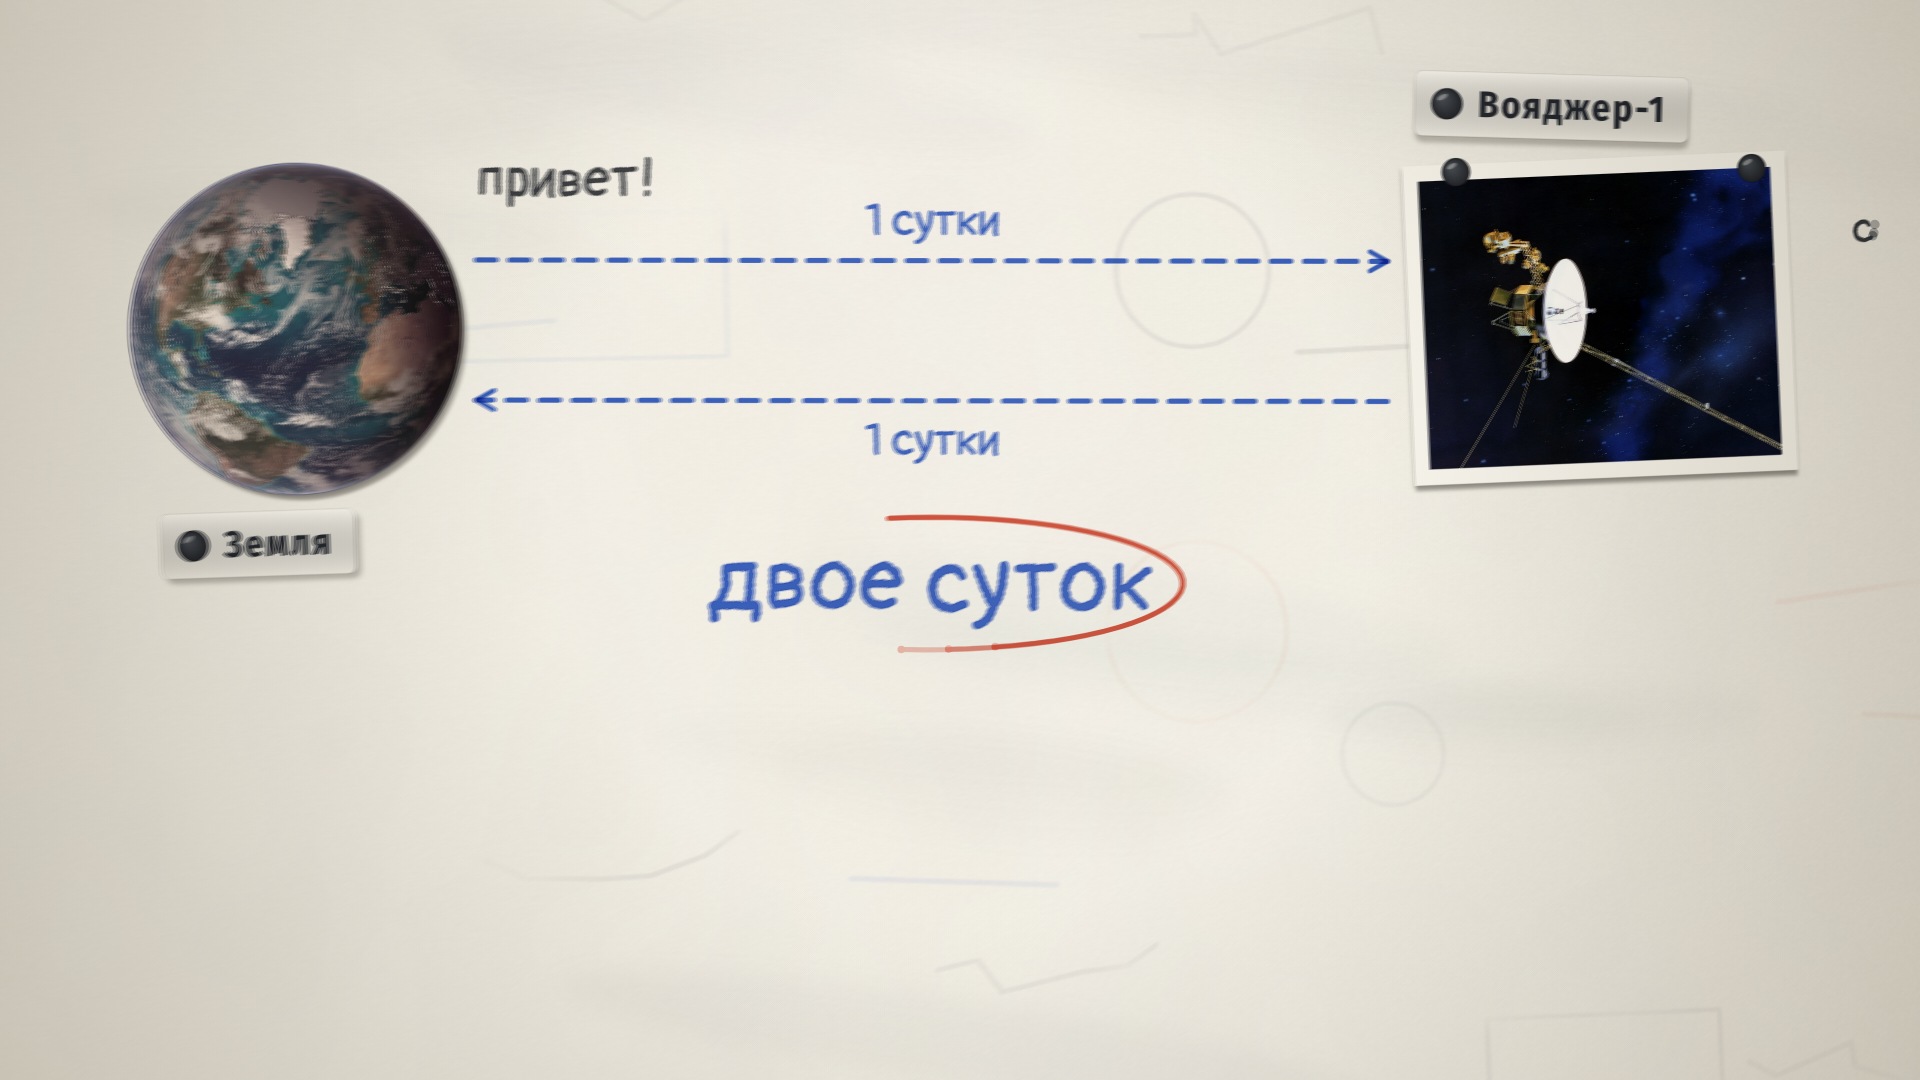 Вояджер-1
привет!
1 сутки
1 сутки
Земля
двое суток